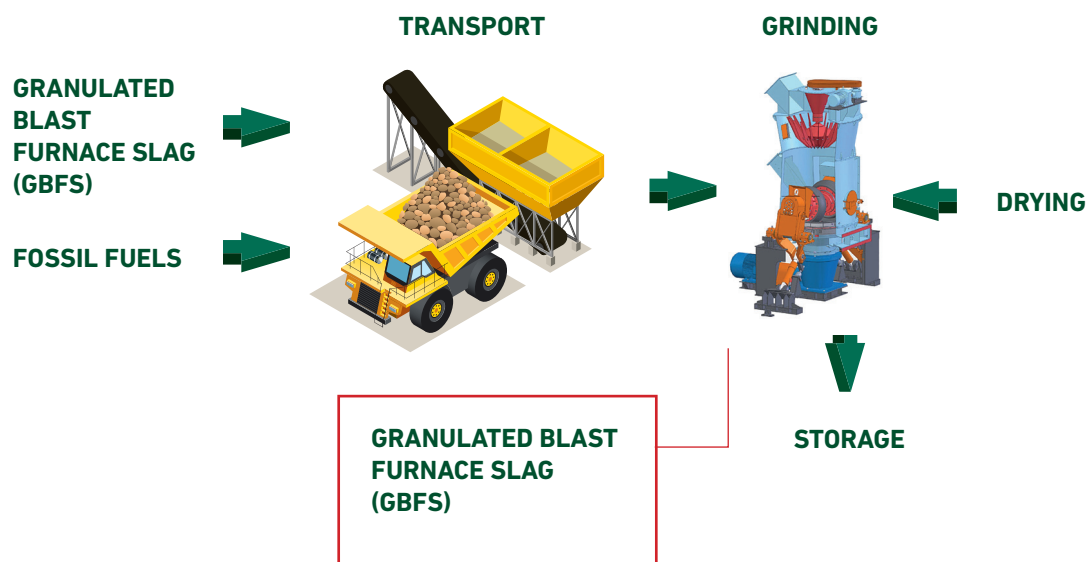 TRANSPORT
GRINDING
GRANULATED
BLAST
FURNACE SLAG
(GBFS)
DRYING
FOSSIL FUELS
GRANULATED BLAST
FURNACE SLAG
(GBFS)
STORAGE